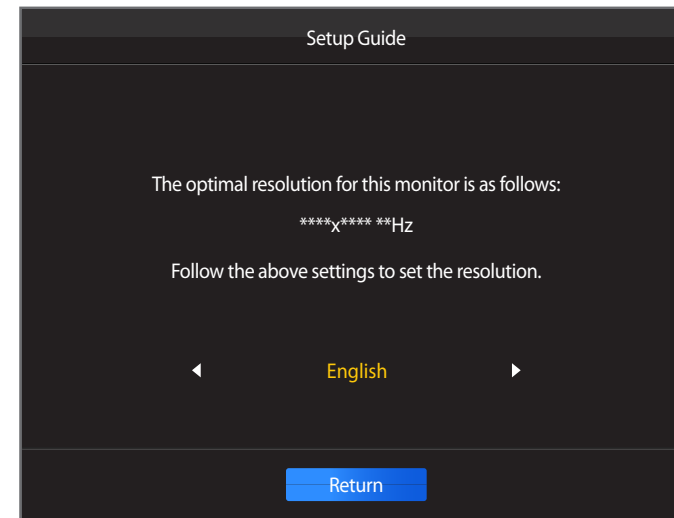 Setup Guide
The optimal resolution for this monitor is as follows:
****x**** **Hz
Follow the above settings to set the resolution.
English
Return